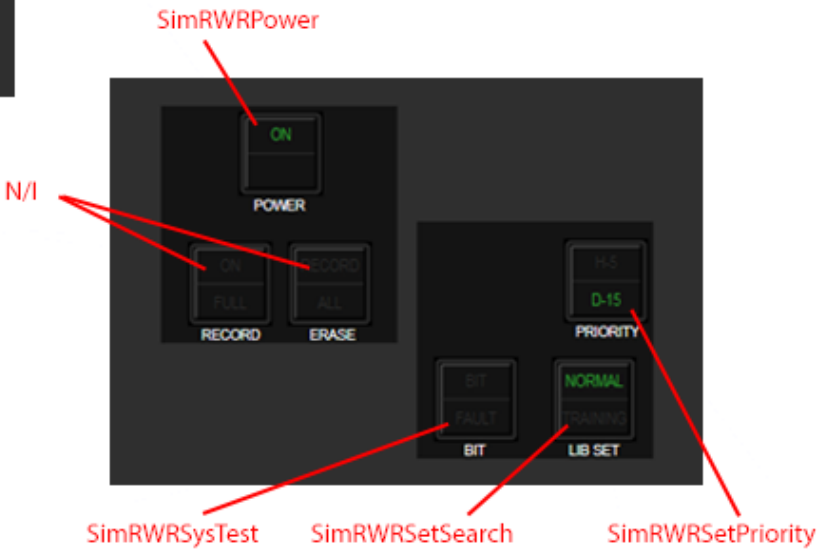 SimRWRPower
ON
POWER
N/I
ON
RECORD
FULL
ALL
RECORD
ERASE
H-5
D-15
PRIORITY
BIT
NORMAL
FAULT
TRAINING
BIT
LIB SET
SimRWRSysTest
SimRWRSetSearch
SimRWRSetPriority